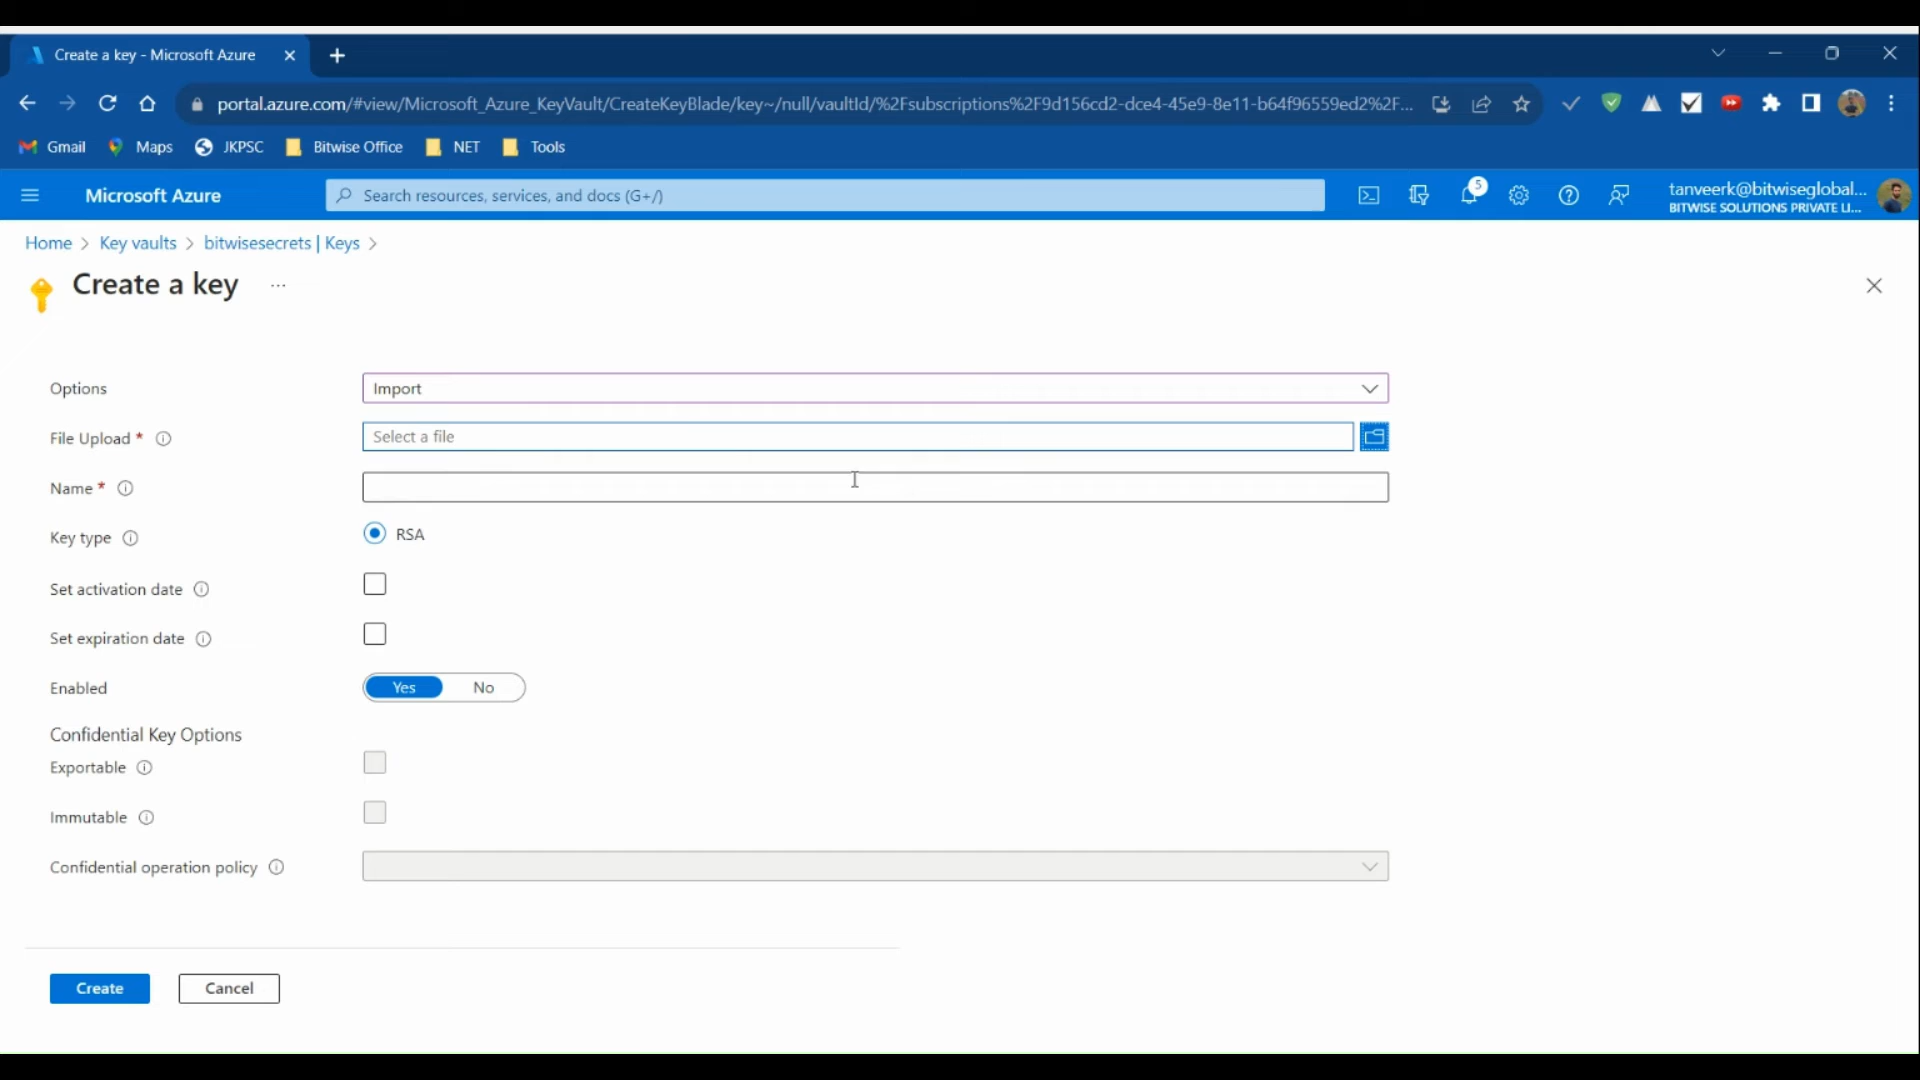 Create a key - Microsoft Azure
portal.azure.com/#view/Microsoft_Azure_KeyVault/CreateKeyBlade/key~/null/vaultId/%2Fsubscriptions%2F9d156cd2-dce4-45e9-8e11-b64f96559ed2%2F...
Gmail Maps JKPSC Bitwise Office NET Tools
Microsoft Azure Search resources, services, and docs (G+/) 5 tanveerk@bitwiseglobal...
BITWISE SOLUTIONS PRIVATE LI...
Home > Key vaults > bitwisesecrets | Keys >
Create a key ...
Options Import
File Upload * Select a file
Name *
Key type RSA
Set activation date
Set expiration date
Enabled Yes No
Confidential Key Options
Exportable
Immutable
Confidential operation policy
Create Cancel